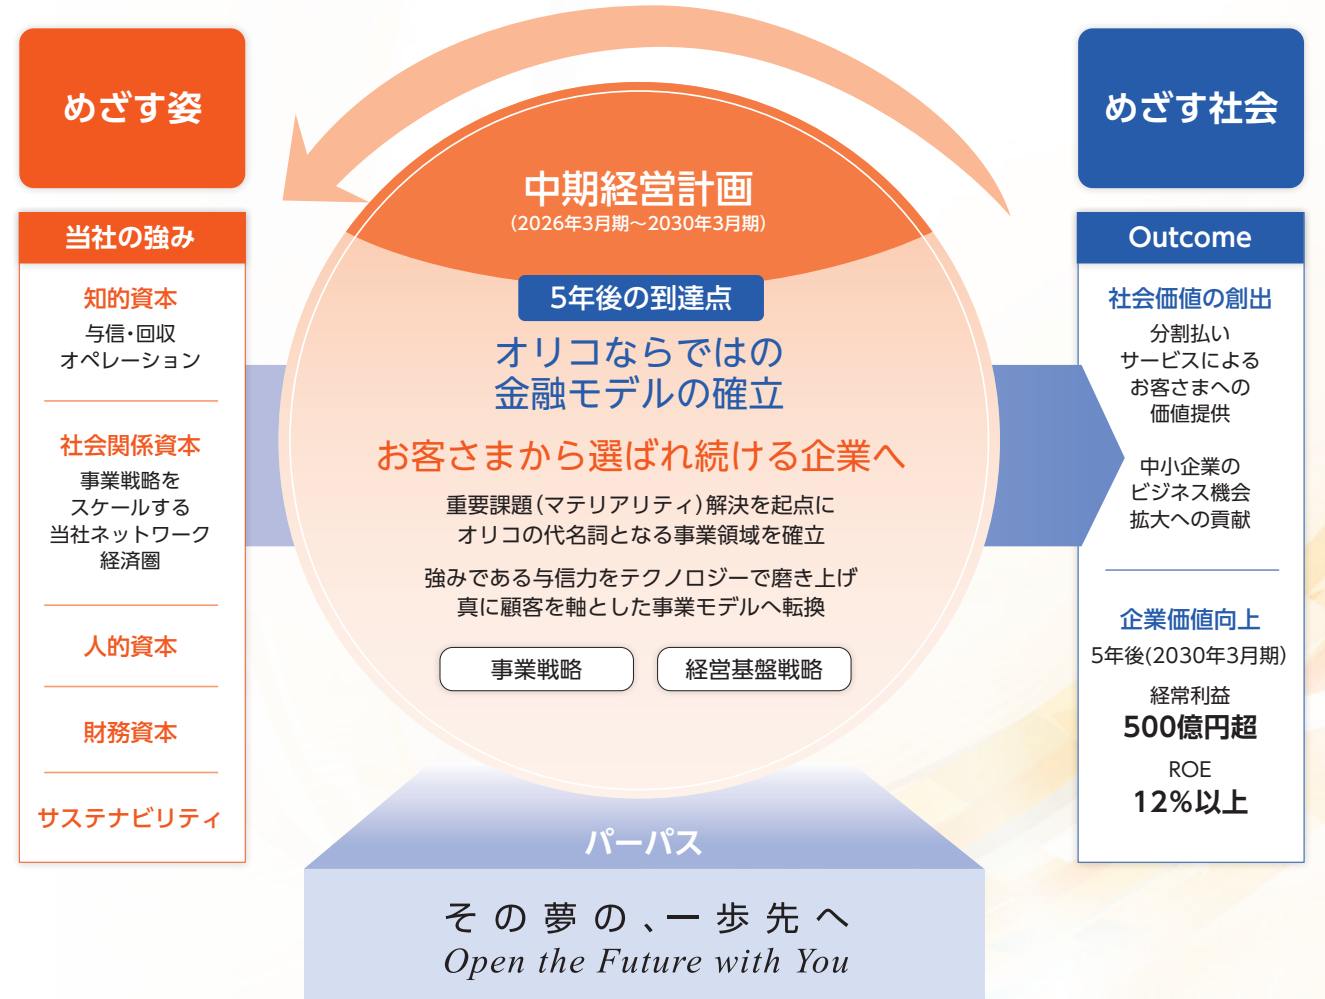 めざす姿
当社の強み
知的資本
与信・回収
オペレーション
社会関係資本
事業戦略を
スケールする
当社ネットワーク
経済圏
人的資本
財務資本
サステナビリティ
中期経営計画
（2026年3月期～2030年3月期）
5年後の到達点
オリコならではの
金融モデルの確立
お客さまから選ばれ続ける企業へ
重要課題（マテリアリティ）解決を起点に
オリコの代名詞となる事業領域を確立
強みである与信力をテクノロジーで磨き上げ
真に顧客を軸とした事業モデルへ転換
事業戦略
経営基盤戦略
パーパス
その夢の、一歩先へ
Open the Future with You
めざす社会
Outcome
社会価値の創出
分割払い
サービスによる
お客さまへの
価値提供
中小企業の
ビジネス機会
拡大への貢献
企業価値向上
5年後(2030年3月期)
経常利益
500億円超
ROE
12%以上